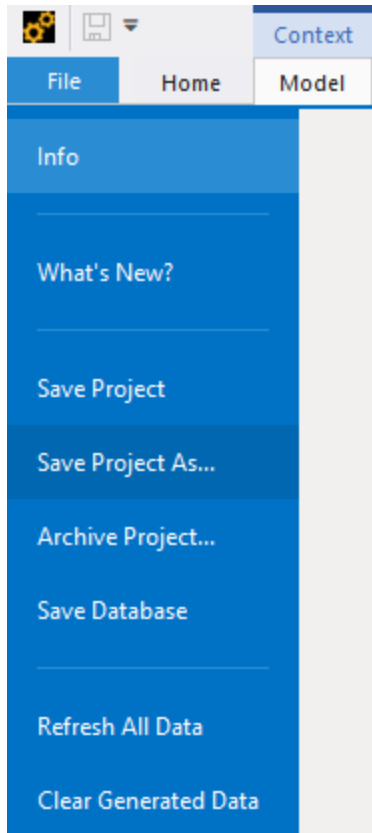 Context
File
Home
Model
Info
What's New?
Save Project
Save Project As...
Archive Project...
Save Database
Refresh All Data
Clear Generated Data